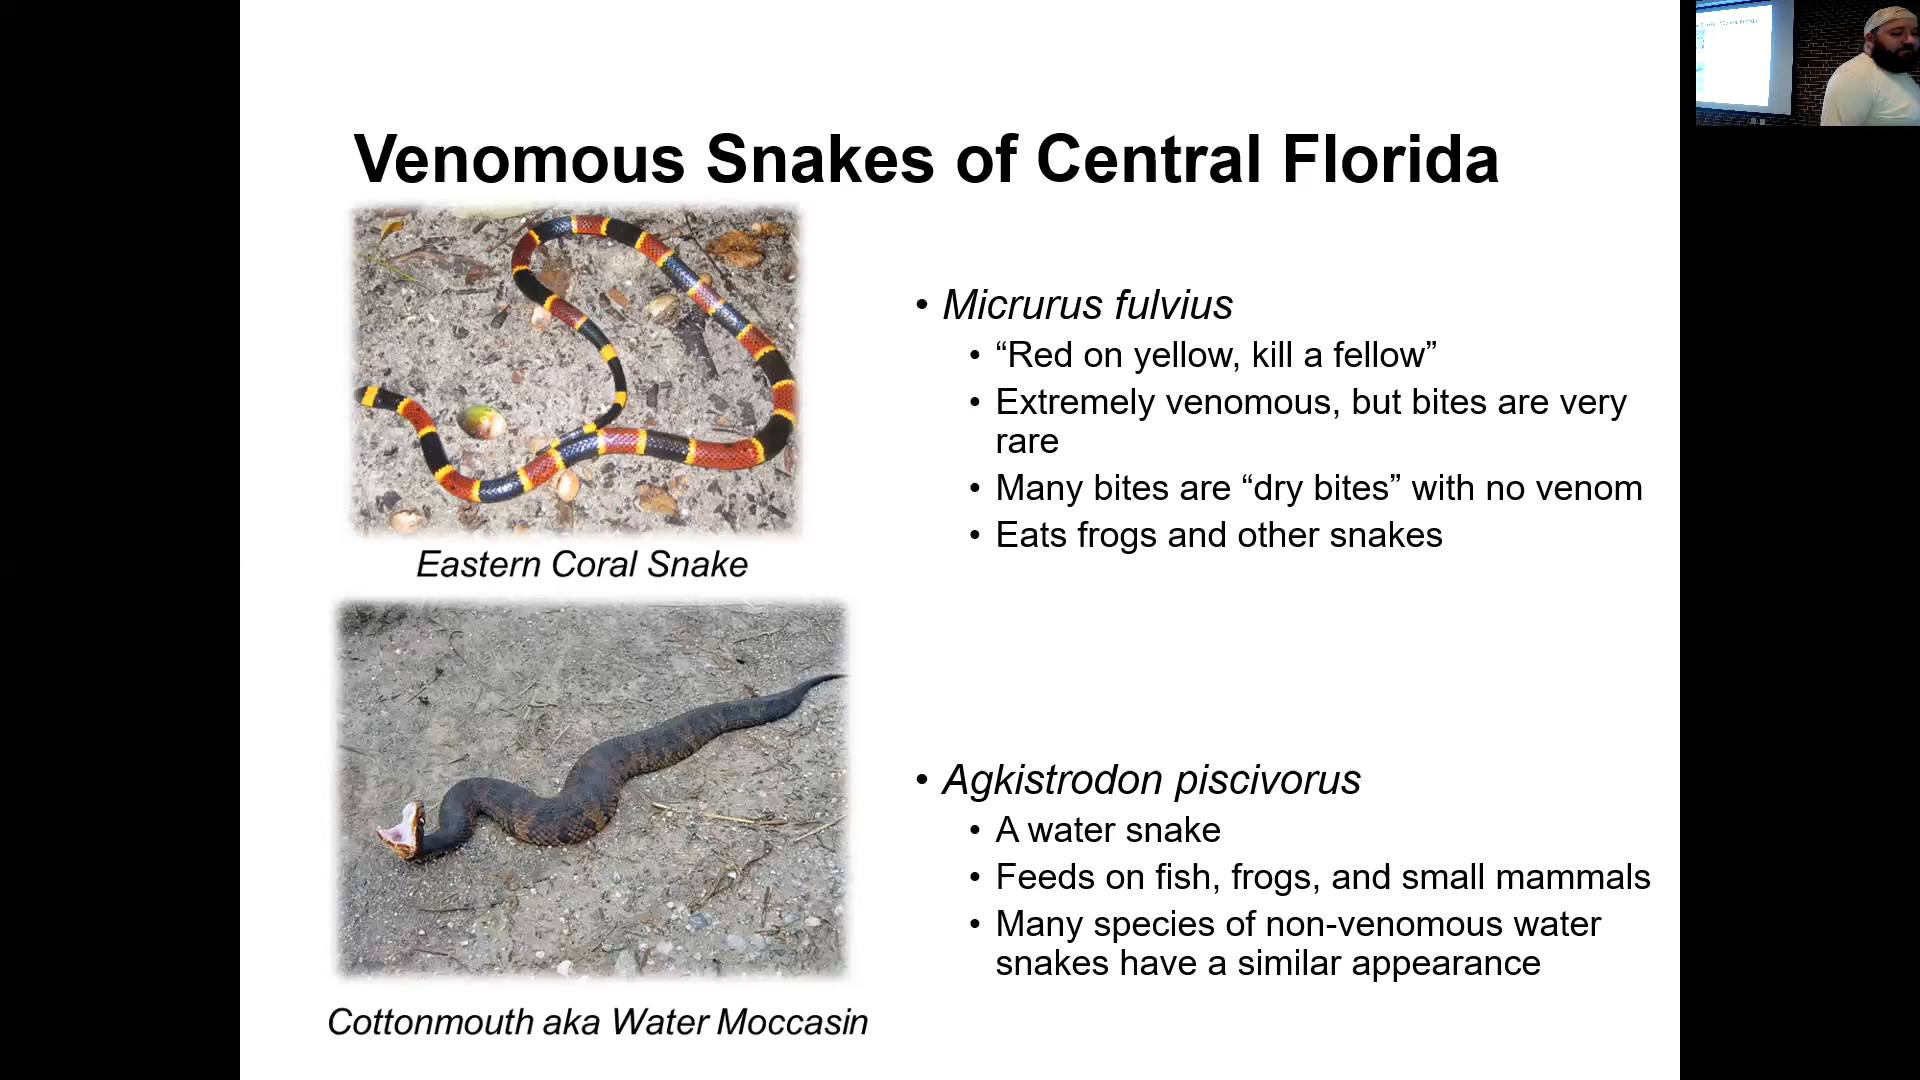 Venomous Snakes of Central Florida
• Micrurus fulvius
• “Red on yellow, kill a fellow”
• Extremely venomous, but bites are very
rare
• Many bites are “dry bites” with no venom
• Eats frogs and other snakes
Eastern Coral Snake
• Agkistrodon piscivorus
• A water snake
• Feeds on fish, frogs, and small mammals
• Many species of non-venomous water
snakes have a similar appearance
Cottonmouth aka Water Moccasin